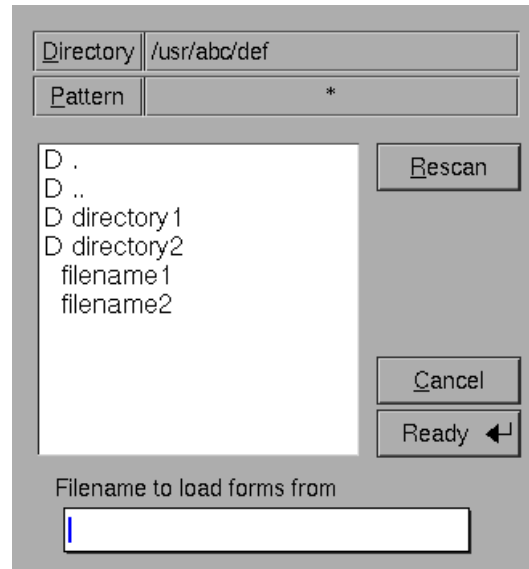 Directory /usr/abc/def
Pattern *
D .
D ..
D directory1
D directory2
filename1
filename2
Rescan
Cancel
Ready
Filename to load forms from